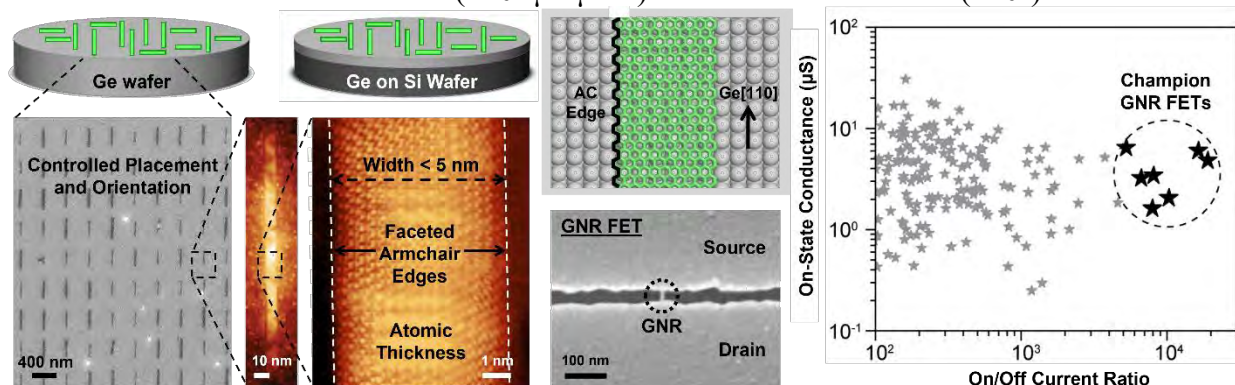 Ge wafer
Ge on Si Wafer
Controlled Placement
and Orientation
400 nm
10 nm
Width < 5 nm
Faceted
Armchair
Edges
Atomic
Thickness
1 nm
AC
Edge
Ge[110]
GNR FET
Source
GNR
Drain
100 nm
On-State Conductance (µS)
10²
10¹
10⁰
10⁻¹
Champion
GNR FETs
10²
10³
10⁴
On/Off Current Ratio